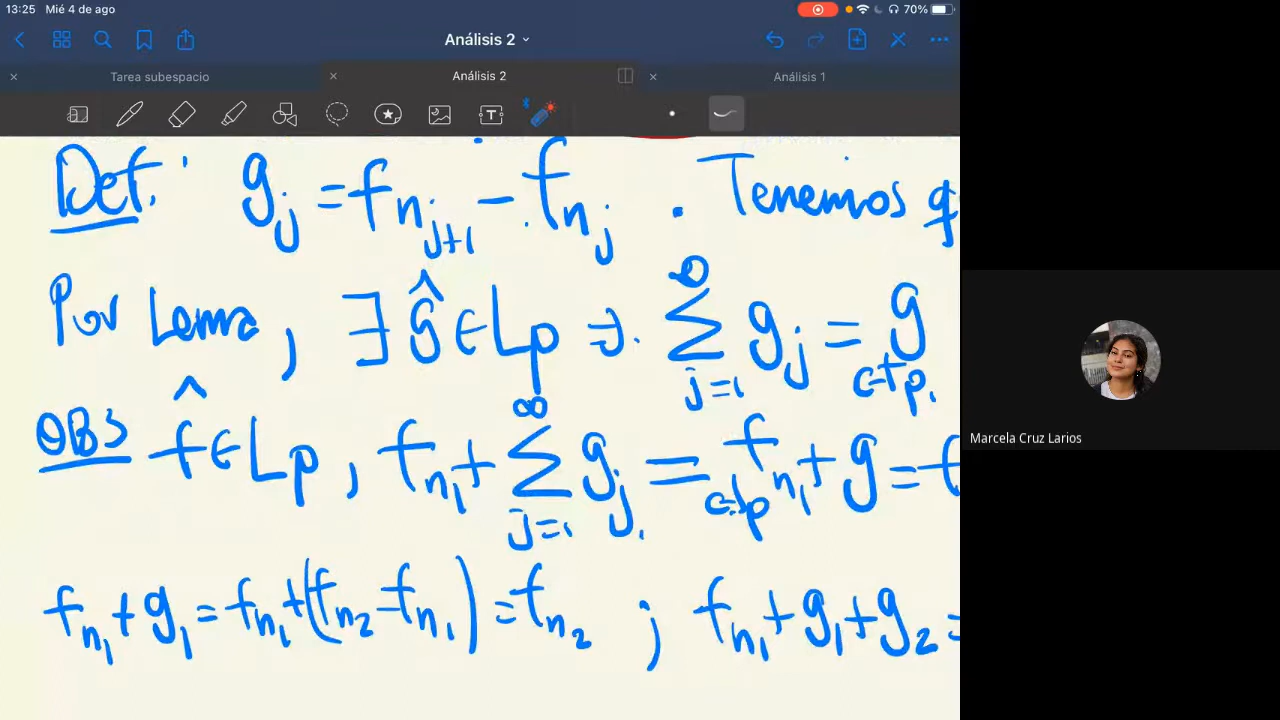 13:25 Mié 4 de ago 70%
Análisis 2
Tarea subespacio Análisis 2 Análisis 1
Def: g_j = f_{n_{j+1}} - f_{n_j} . Tenemos q
Por Lema, ∃ ĝ ∈ Lp ∋. ∑_{j=1}^{∞} g_j = g c.t.p.
OBS f̂ ∈ Lp, f_{n_1} + ∑_{j=1}^{∞} g_j = c.t.p f_{n_1} + g = f
f_{n_1} + g_1 = f_{n_1} + (f_{n_2} - f_{n_1}) = f_{n_2} ; f_{n_1} + g_1 + g_2 =
Marcela Cruz Larios